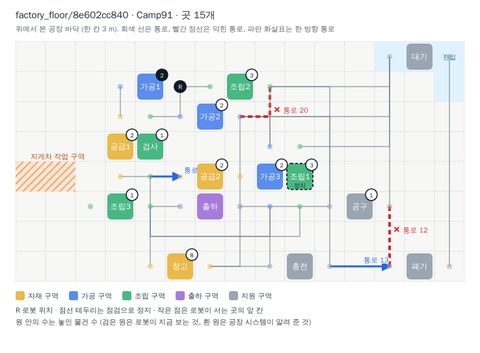 factory_floor/8e602cc840 · Camp91 · 곳 15개
위에서 본 공장 바닥 (한 칸 3 m). 회색 선은 통로, 빨간 점선은 막힌 통로, 파란 화살표는 한 방향 통로
대기
전입
가공1 2
R
조립2 3
가공2 2
✕ 통로 20
공급1 2
검사 1
지게차 작업 구역
통로
공급2 2
가공3 2
조립1 3
정지
조립3 1
출하
공구 1
✕ 통로 12
창고 8
충전
통로 13
폐기
자재 구역
가공 구역
조립 구역
출하 구역
지원 구역
R 로봇 위치 · 점선 테두리는 점검으로 정지 · 작은 점은 로봇이 서는 곳의 앞 칸
원 안의 수는 놓인 물건 수 (검은 원은 로봇이 지금 보는 것, 흰 원은 공장 시스템이 알려 준 것)